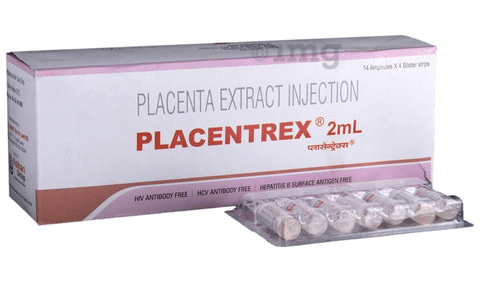 1mg
14 Ampoules X 4 Blister strips
PLACENTA EXTRACT INJECTION
PLACENTREX® 2mL
प्लासेन्ट्रेक्स®
HIV ANTIBODY FREE | HCV ANTIBODY FREE | HEPATITIS B SURFACE ANTIGEN FREE